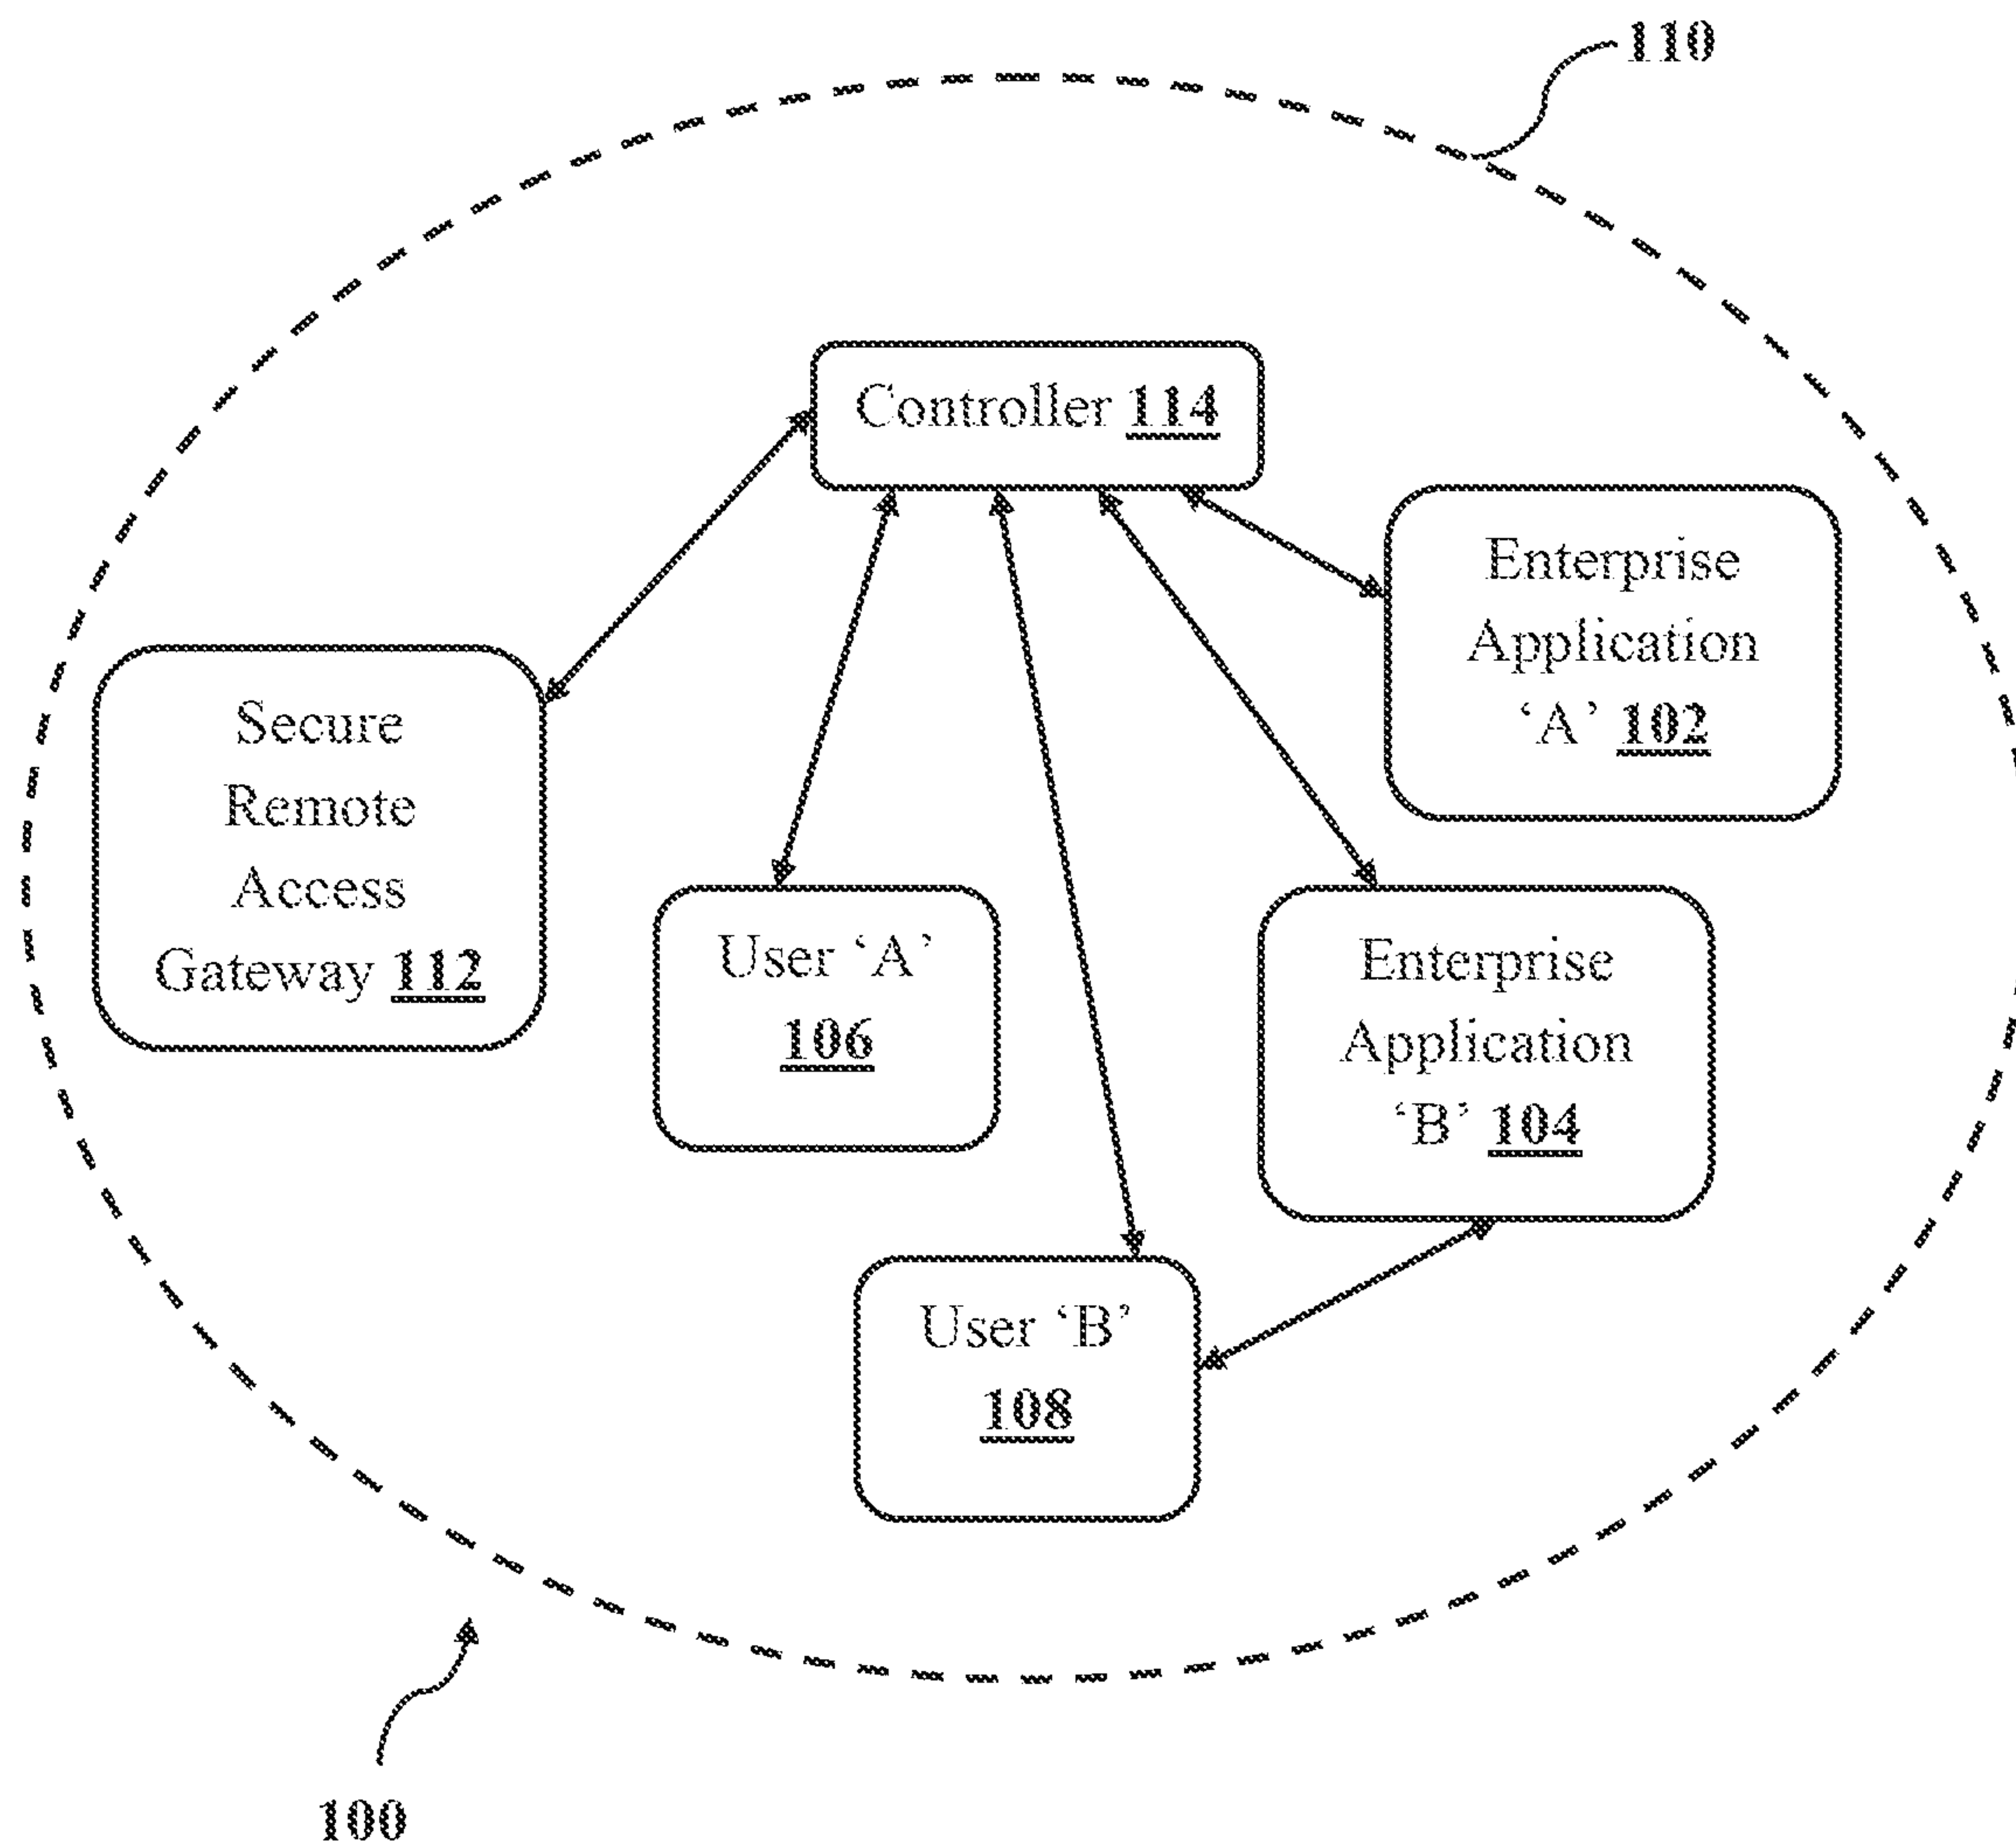 110
Controller 114
Enterprise
Application
‘A’ 102
Secure
Remote
Access
Gateway 112
User ‘A’
106
Enterprise
Application
‘B’ 104
User ‘B’
108
100